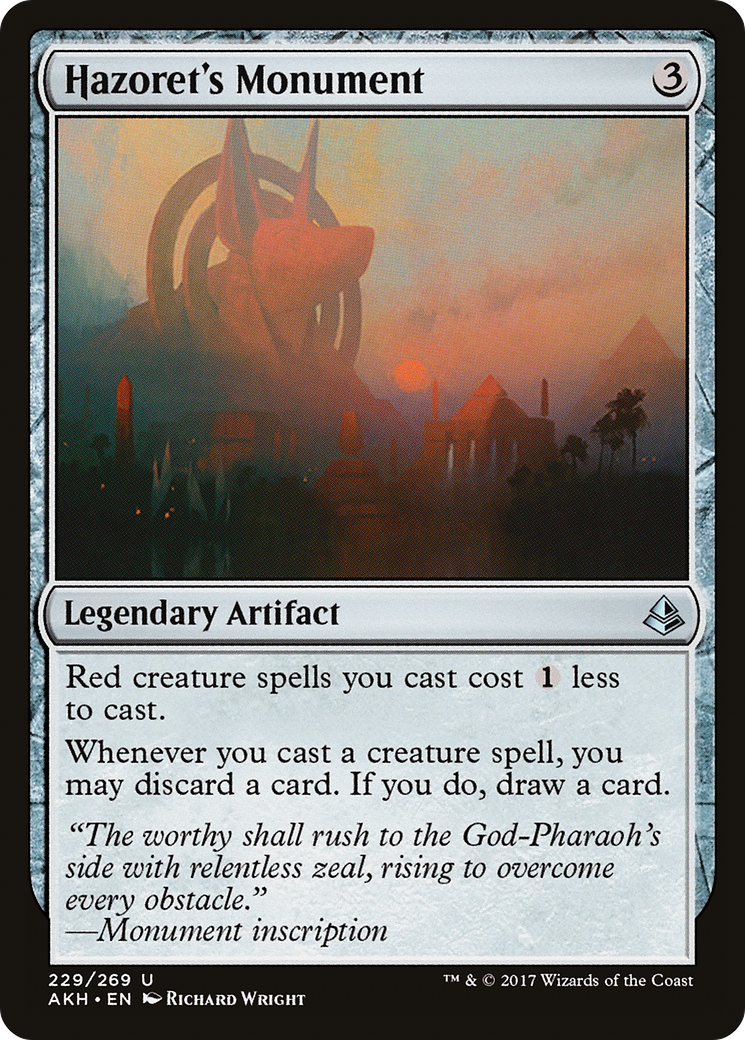 Hazoret's Monument 3
Legendary Artifact
Red creature spells you cast cost 1 less
to cast.
Whenever you cast a creature spell, you
may discard a card. If you do, draw a card.
“The worthy shall rush to the God-Pharaoh's
side with relentless zeal, rising to overcome
every obstacle.”
—Monument inscription
229/269 U
™ & © 2017 Wizards of the Coast
AKH • EN Richard Wright